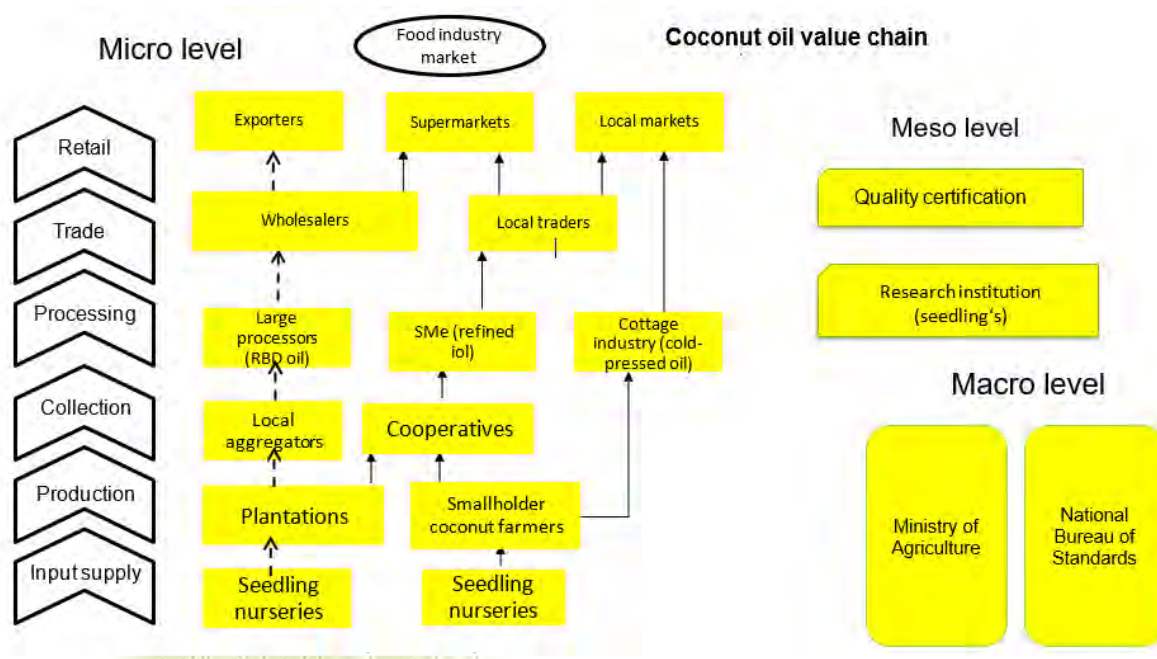 Micro level
Food industry
market
Coconut oil value chain
Retail
Exporters
Supermarkets
Local markets
Meso level
Quality certification
Trade
Wholesalers
Local traders
Research institution
(seedling's)
Processing
Large
processors
(RBD oil)
SMe (refined
iol)
Cottage
industry (cold-
pressed oil)
Macro level
Collection
Local
aggregators
Cooperatives
Production
Plantations
Smallholder
coconut farmers
Ministry of
Agriculture
National
Bureau of
Standards
Input supply
Seedling
nurseries
Seedling
nurseries